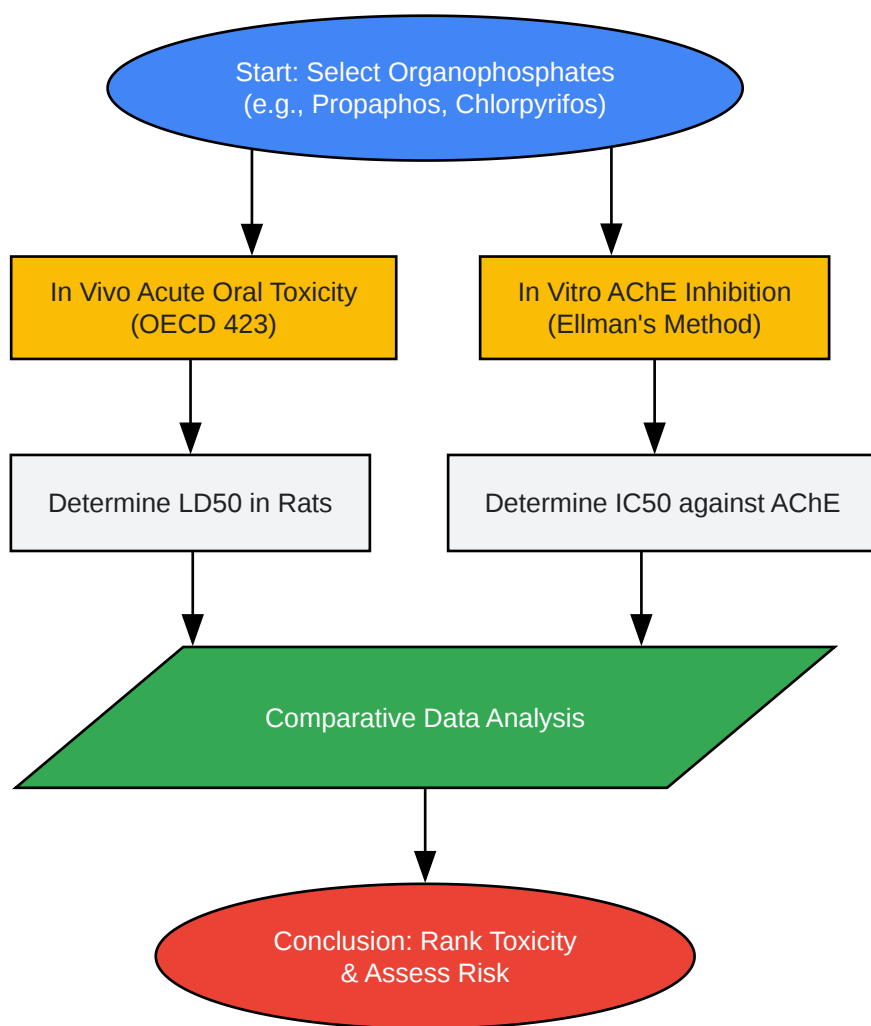 Start: Select Organophosphates
(e.g., Propaphos, Chlorpyrifos)
In Vivo Acute Oral Toxicity
(OECD 423)
In Vitro AChE Inhibition
(Ellman's Method)
Determine LD50 in Rats
Determine IC50 against AChE
Comparative Data Analysis
Conclusion: Rank Toxicity
& Assess Risk